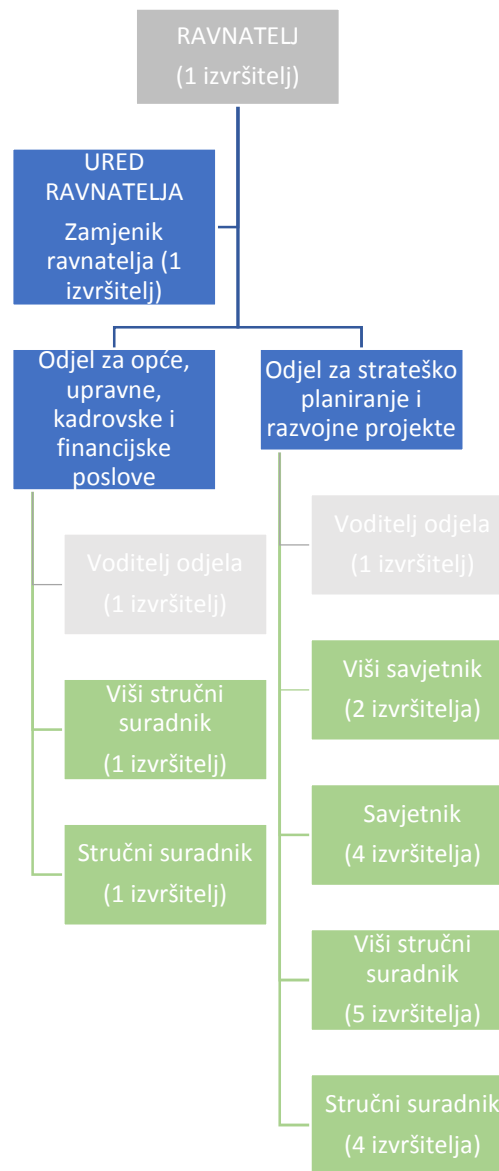 RAVNATELJ
(1 izvršitelj)
URED
RAVNATELJA
Zamjenik
ravnatelja (1
izvršitelj)
Odjel za opće,
upravne,
kadrovske i
financijske
poslove
Voditelj odjela
(1 izvršitelj)
Viši stručni
suradnik
(1 izvršitelj)
Stručni suradnik
(1 izvršitelj)
Odjel za strateško
planiranje i
razvojne projekte
Voditelj odjela
(1 izvršitelj)
Viši savjetnik
(2 izvršitelja)
Savjetnik
(4 izvršitelja)
Viši stručni
suradnik
(5 izvršitelja)
Stručni suradnik
(4 izvršitelja)